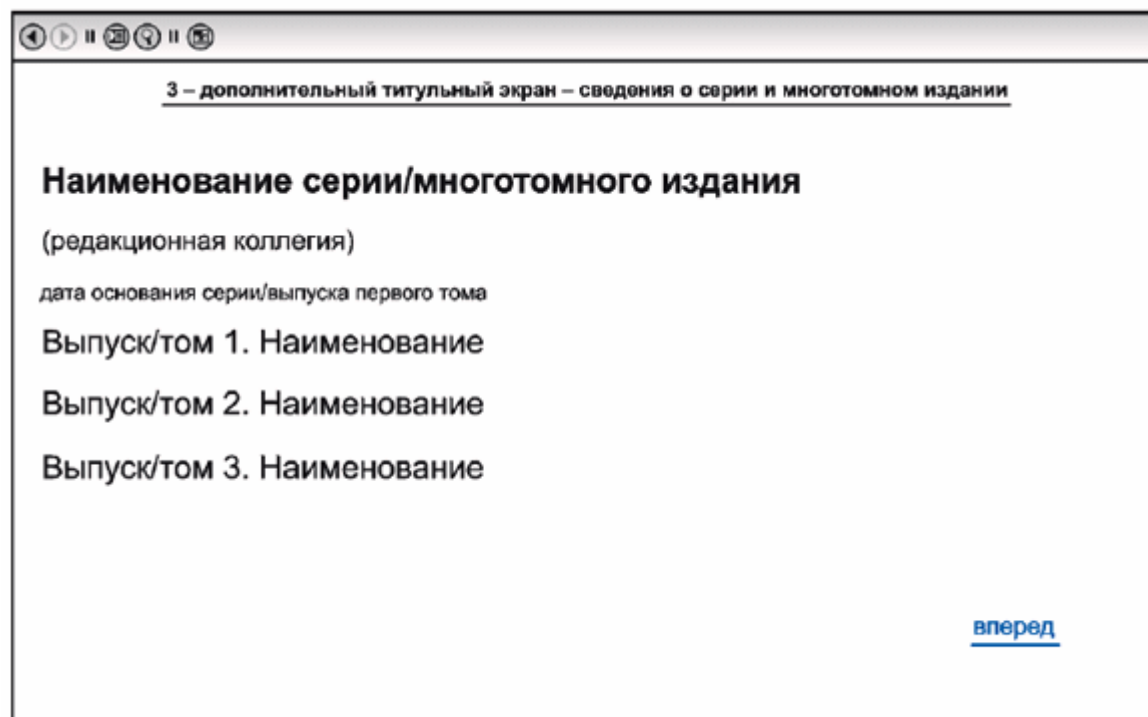 3 – дополнительный титульный экран – сведения о серии и многотомном издании
Наименование серии/многотомного издания
(редакционная коллегия)
дата основания серии/выпуска первого тома
Выпуск/том 1. Наименование
Выпуск/том 2. Наименование
Выпуск/том 3. Наименование
вперед